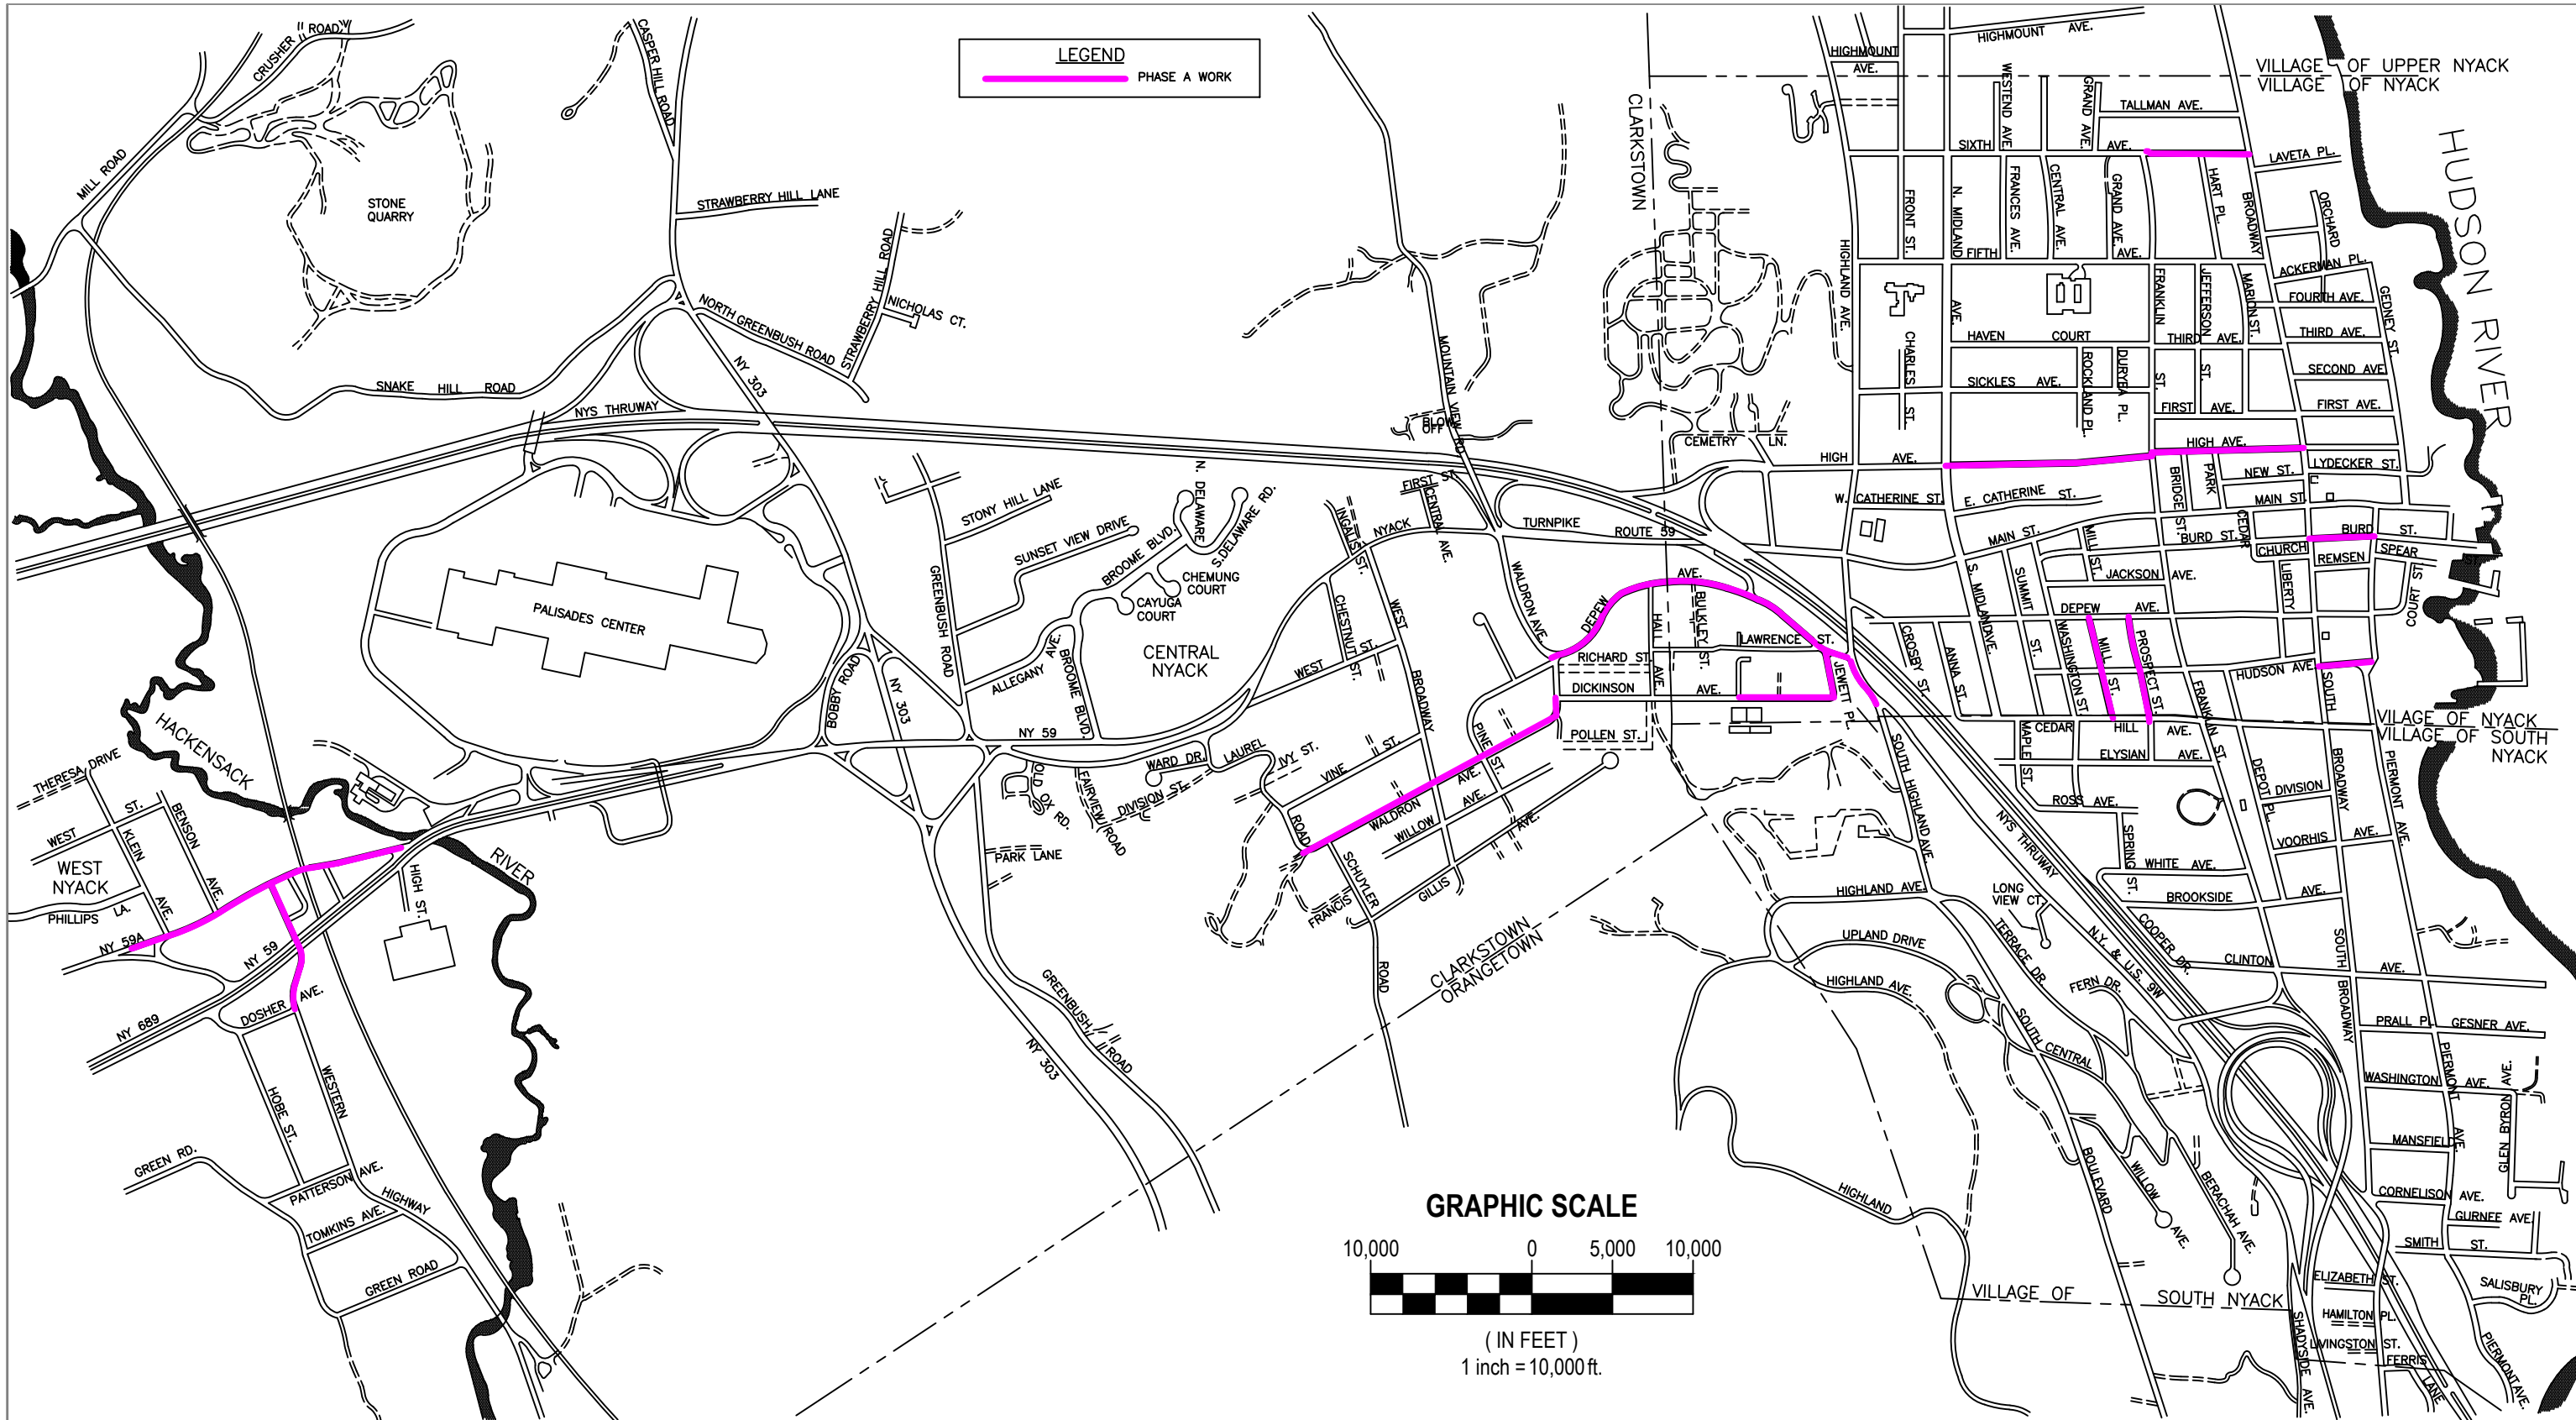 LEGEND
PHASE A WORK
CRUSHER ROAD
MILL ROAD
STONE
QUARRY
CASPER HILL ROAD
STRAWBERRY HILL LANE
STRAWBERRY HILL ROAD
NICHOLAS CT.
NORTH GREENBUSH ROAD
NY 303
SNAKE HILL ROAD
NYS THRUWAY
PALISADES CENTER
BOBBY ROAD
NY 303
GREENBUSH ROAD
STONY HILL LANE
SUNSET VIEW DRIVE
BROOME BLVD.
N. DELAWARE
S. DELAWARE RD.
CHEMUNG
COURT
CAYUGA
COURT
ALLEGANY AVE.
BROOME BLVD.
CENTRAL
NYACK
NY 59
WARD DR.
LAUREL
ROAD
IVY ST.
VINE ST.
DIVISION ST.
FAIRVIEW ROAD
OLD OX RD.
PARK LANE
GREENBUSH ROAD
NY 303
WEST ST.
CHESTNUT ST.
INGALIS ST.
WEST BROADWAY
FIRST ST.
CENTRAL AVE.
NYACK TURNPIKE
ROUTE 59
MOUNTAIN VIEW RD
BLOW
OFF
WALDRON AVE.
DEPEW AVE.
HALL AVE.
BULKLEY ST.
LAWRENCE ST.
RICHARD ST.
DICKINSON AVE.
JEWETT PL.
POLLEN ST.
PINE ST.
WALDRON AVE.
WILLOW AVE.
GILLIS AVE.
SCHUYLER ROAD
FRANCIS
CLARKSTOWN
ORANGETOWN
CLARKSTOWN
CEMETRY LN.
HIGH AVE.
HIGHMOUNT AVE.
HIGHMOUNT AVE.
VILLAGE OF UPPER NYACK
VILLAGE OF NYACK
HUDSON RIVER
WESTEND AVE.
GRAND AVE.
TALLMAN AVE.
SIXTH AVE.
LAVETA PL.
HIGHLAND AVE.
FRONT ST.
N. MIDLAND AVE.
FRANCES AVE.
CENTRAL AVE.
GRAND AVE.
HART PL.
BROADWAY
ORCHARD
FIFTH AVE.
ACKERMAN PL.
FRANKLIN ST.
JEFFERSON ST.
MARION ST.
FOURTH AVE.
GEDNEY ST.
HAVEN COURT
THIRD AVE.
THIRD AVE.
CHARLES ST.
ROCKLAND PL.
DURYEA PL.
SECOND AVE
SICKLES AVE.
FIRST AVE.
FIRST AVE.
HIGH AVE.
LYDECKER ST.
NEW ST.
PARK
BRIDGE ST.
MAIN ST.
W. CATHERINE ST.
E. CATHERINE ST.
MAIN ST.
MILL ST.
BURD ST.
CEDAR
BURD ST.
CHURCH
REMSEN
SPEAR ST.
LIBERTY
COURT ST.
JACKSON AVE.
SUMMIT ST.
S. MIDLAND AVE.
DEPEW AVE.
WASHINGTON ST
MILL ST.
PROSPECT ST.
CROSBY ST.
ANNA ST.
HUDSON AVE.
FRANKLIN ST.
SOUTH BROADWAY
VILAGE OF NYACK
VILLAGE OF SOUTH
NYACK
CEDAR HILL AVE.
MAPLE ST.
ELYSIAN AVE.
DEPOT PL.
DIVISION
PIERMONT AVE.
ROSS AVE.
SPRING ST.
VOORHIS AVE.
WHITE AVE.
BROOKSIDE AVE.
SOUTH HIGHLAND AVE.
NYS THRUWAY
HIGHLAND AVE.
LONG
VIEW CT.
UPLAND DRIVE
TERRACE DR
N.Y. & U.S. 9W
COOPER DR.
CLINTON AVE.
HIGHLAND AVE.
FERN DR.
SOUTH CENTRAL
SOUTH BROADWAY
PRALL PL
GESNER AVE.
PIERMONT AVE.
WASHINGTON AVE.
GLEN BYRON AVE.
MANSFIELD
BOULEVARD
WILLOW AVE.
BERACHAH AVE.
HIGHLAND
CORNELISON AVE.
GURNEE AVE.
SMITH ST.
SALISBURY
PL.
ELIZABETH ST.
HAMILTON PL.
LIVINGSTON ST.
FERRIS LANE
SHADYSIDE AVE.
PIERMONT AVE.
VILLAGE OF SOUTH NYACK
THERESA DRIVE
WEST ST.
KLEIN AVE.
BENSON AVE.
WEST
NYACK
PHILLIPS LA.
NY 59A
NY 59
NY 689
HIGH ST.
HACKENSACK RIVER
DOSHER AVE.
HOBE ST.
WESTERN HIGHWAY
GREEN RD.
PATTERSON AVE.
TOMKINS AVE.
GREEN ROAD
GRAPHIC SCALE
10,000 0 5,000 10,000
( IN FEET )
1 inch = 10,000 ft.